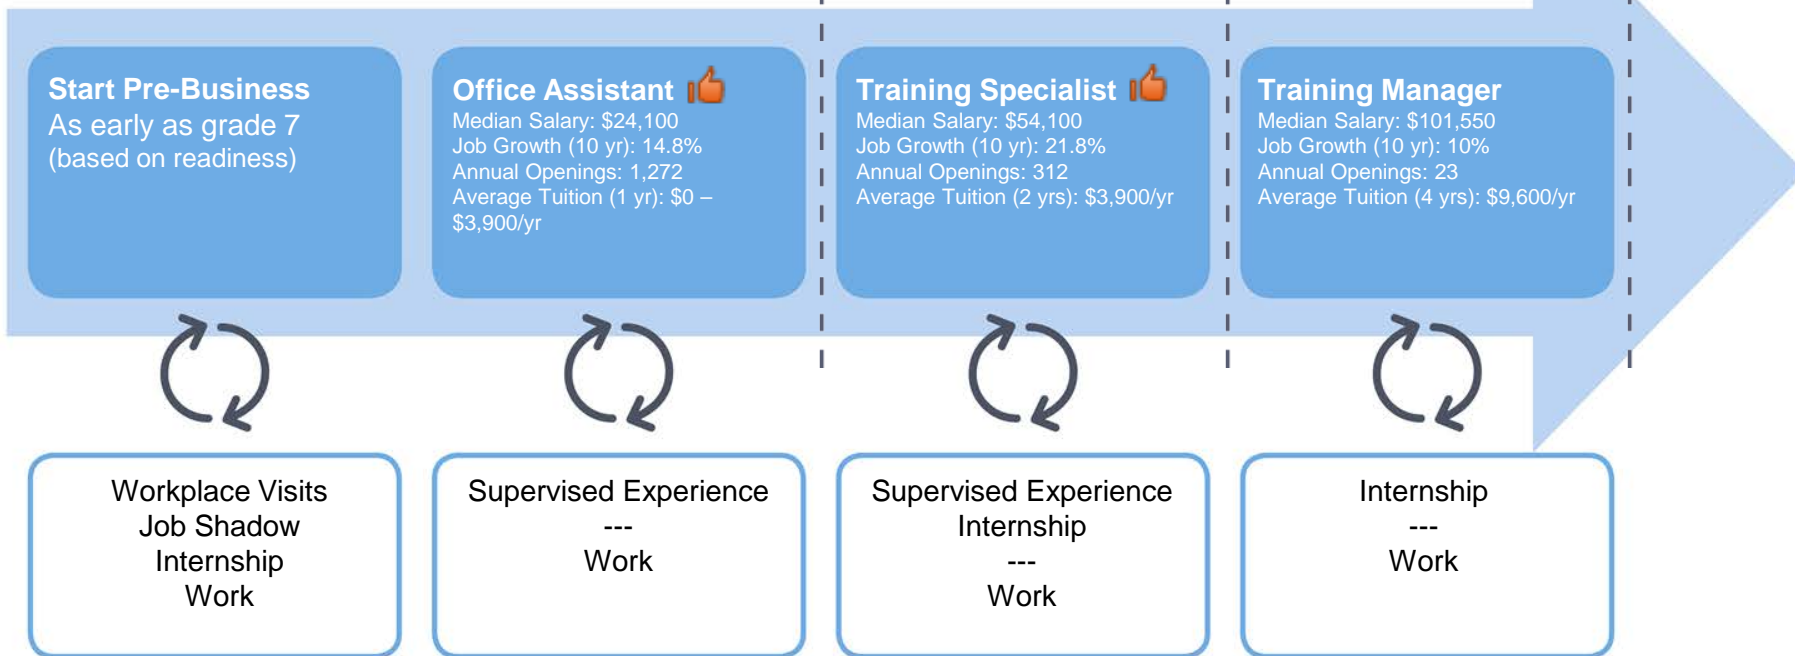 Start Pre-Business
As early as grade 7
(based on readiness)
Office Assistant
Median Salary: $24,100
Job Growth (10 yr): 14.8%
Annual Openings: 1,272
Average Tuition (1 yr): $0 –
$3,900/yr
Training Specialist
Median Salary: $54,100
Job Growth (10 yr): 21.8%
Annual Openings: 312
Average Tuition (2 yrs): $3,900/yr
Training Manager
Median Salary: $101,550
Job Growth (10 yr): 10%
Annual Openings: 23
Average Tuition (4 yrs): $9,600/yr
Workplace Visits
Job Shadow
Internship
Work
Supervised Experience
---
Work
Supervised Experience
Internship
---
Work
Internship
---
Work